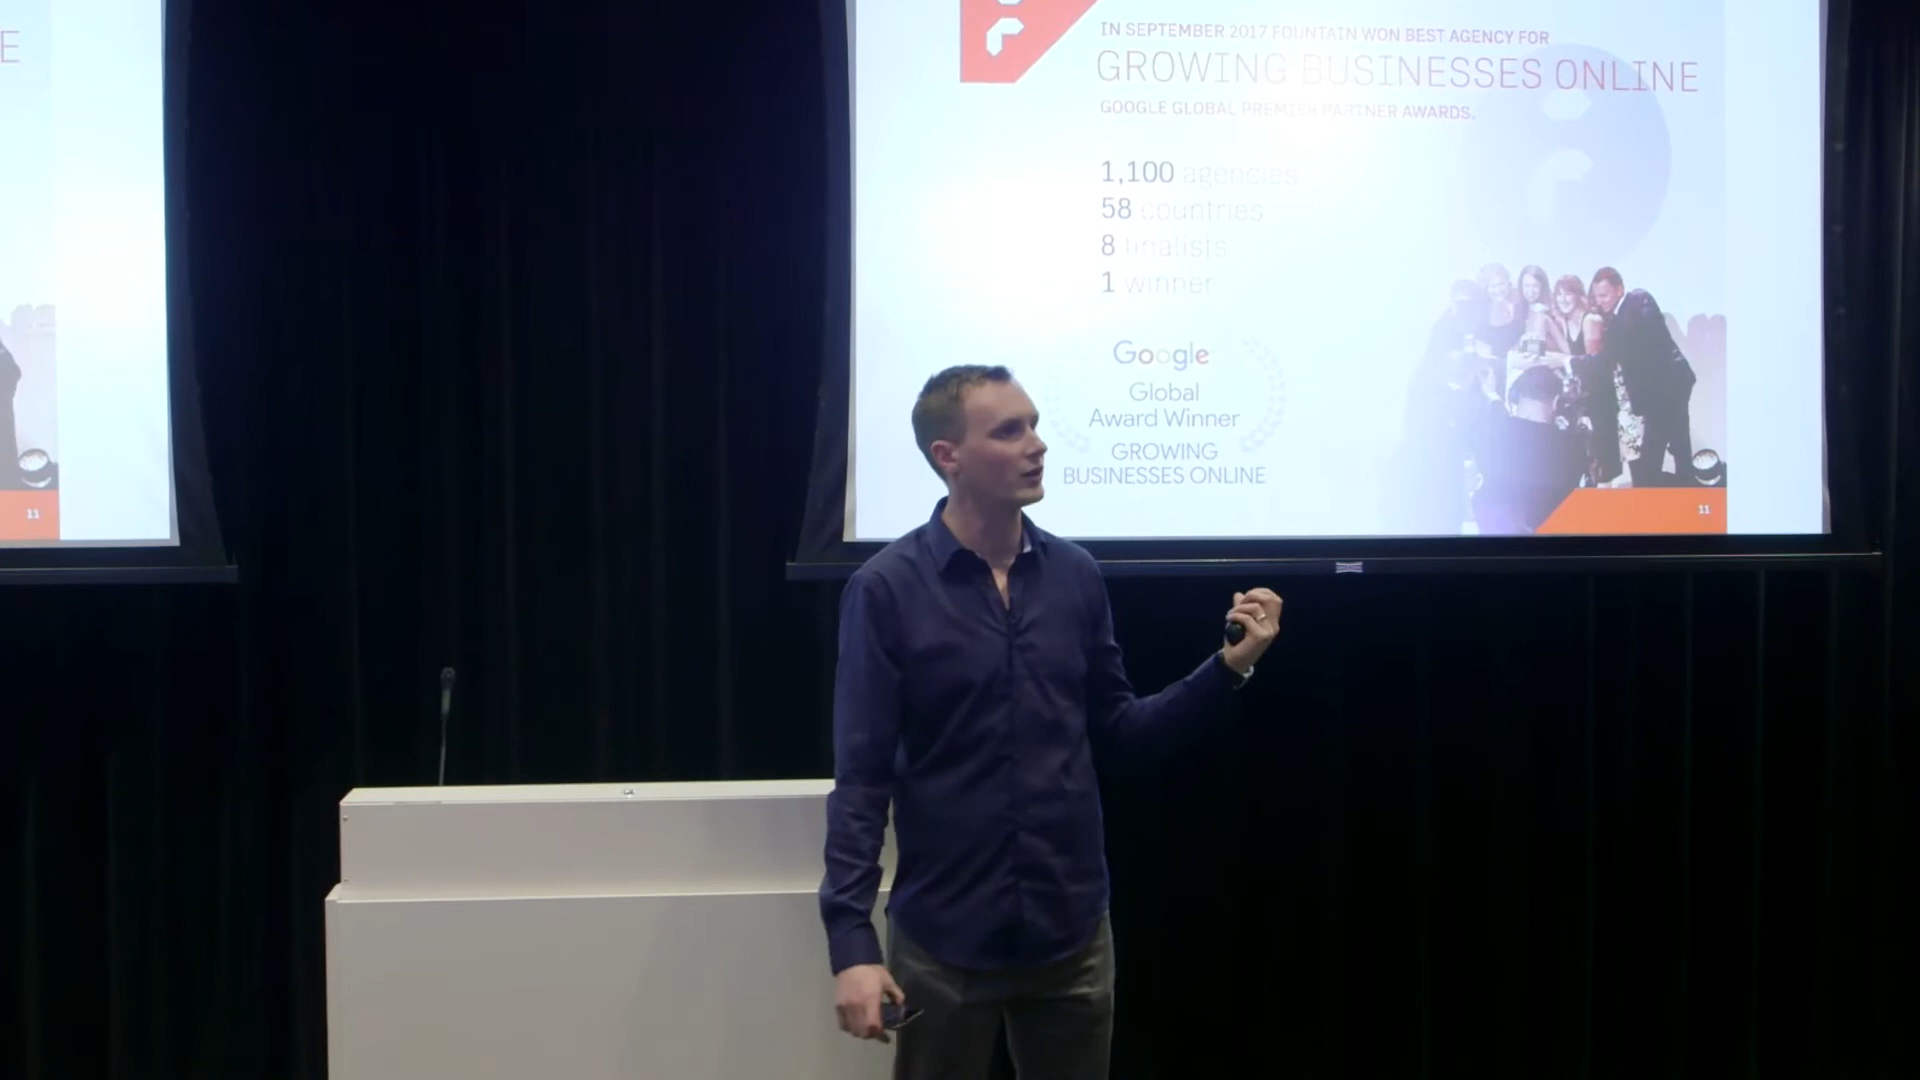 E
11
IN SEPTEMBER 2017 FOUNTAIN WON BEST AGENCY FOR
GROWING BUSINESSES ONLINE
GOOGLE GLOBAL PREMIER PARTNER AWARDS.
1,100 agencies
58 countries
8 finalists
1 winner
Google
Global
Award Winner
GROWING
BUSINESSES ONLINE
11